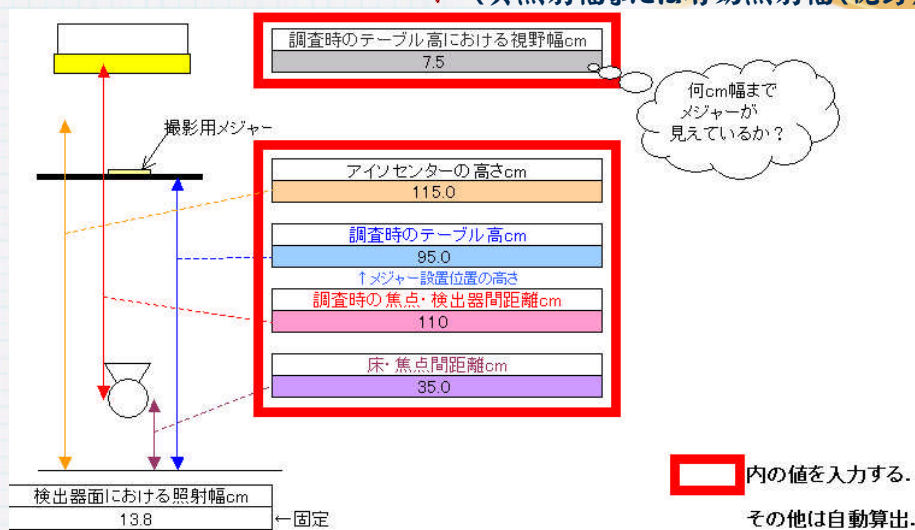 調査時のテーブル高における視野幅cm
7.5
何cm幅まで
メジャーが
見えているか？
撮影用メジャー
アイソセンターの高さcm
115.0
調査時のテーブル高cm
95.0
↑メジャー設置位置の高さ
調査時の焦点・検出器間距離cm
110
床・焦点間距離cm
35.0
検出器面における照射幅cm
13.8
←固定
内の値を入力する.
その他は自動算出.